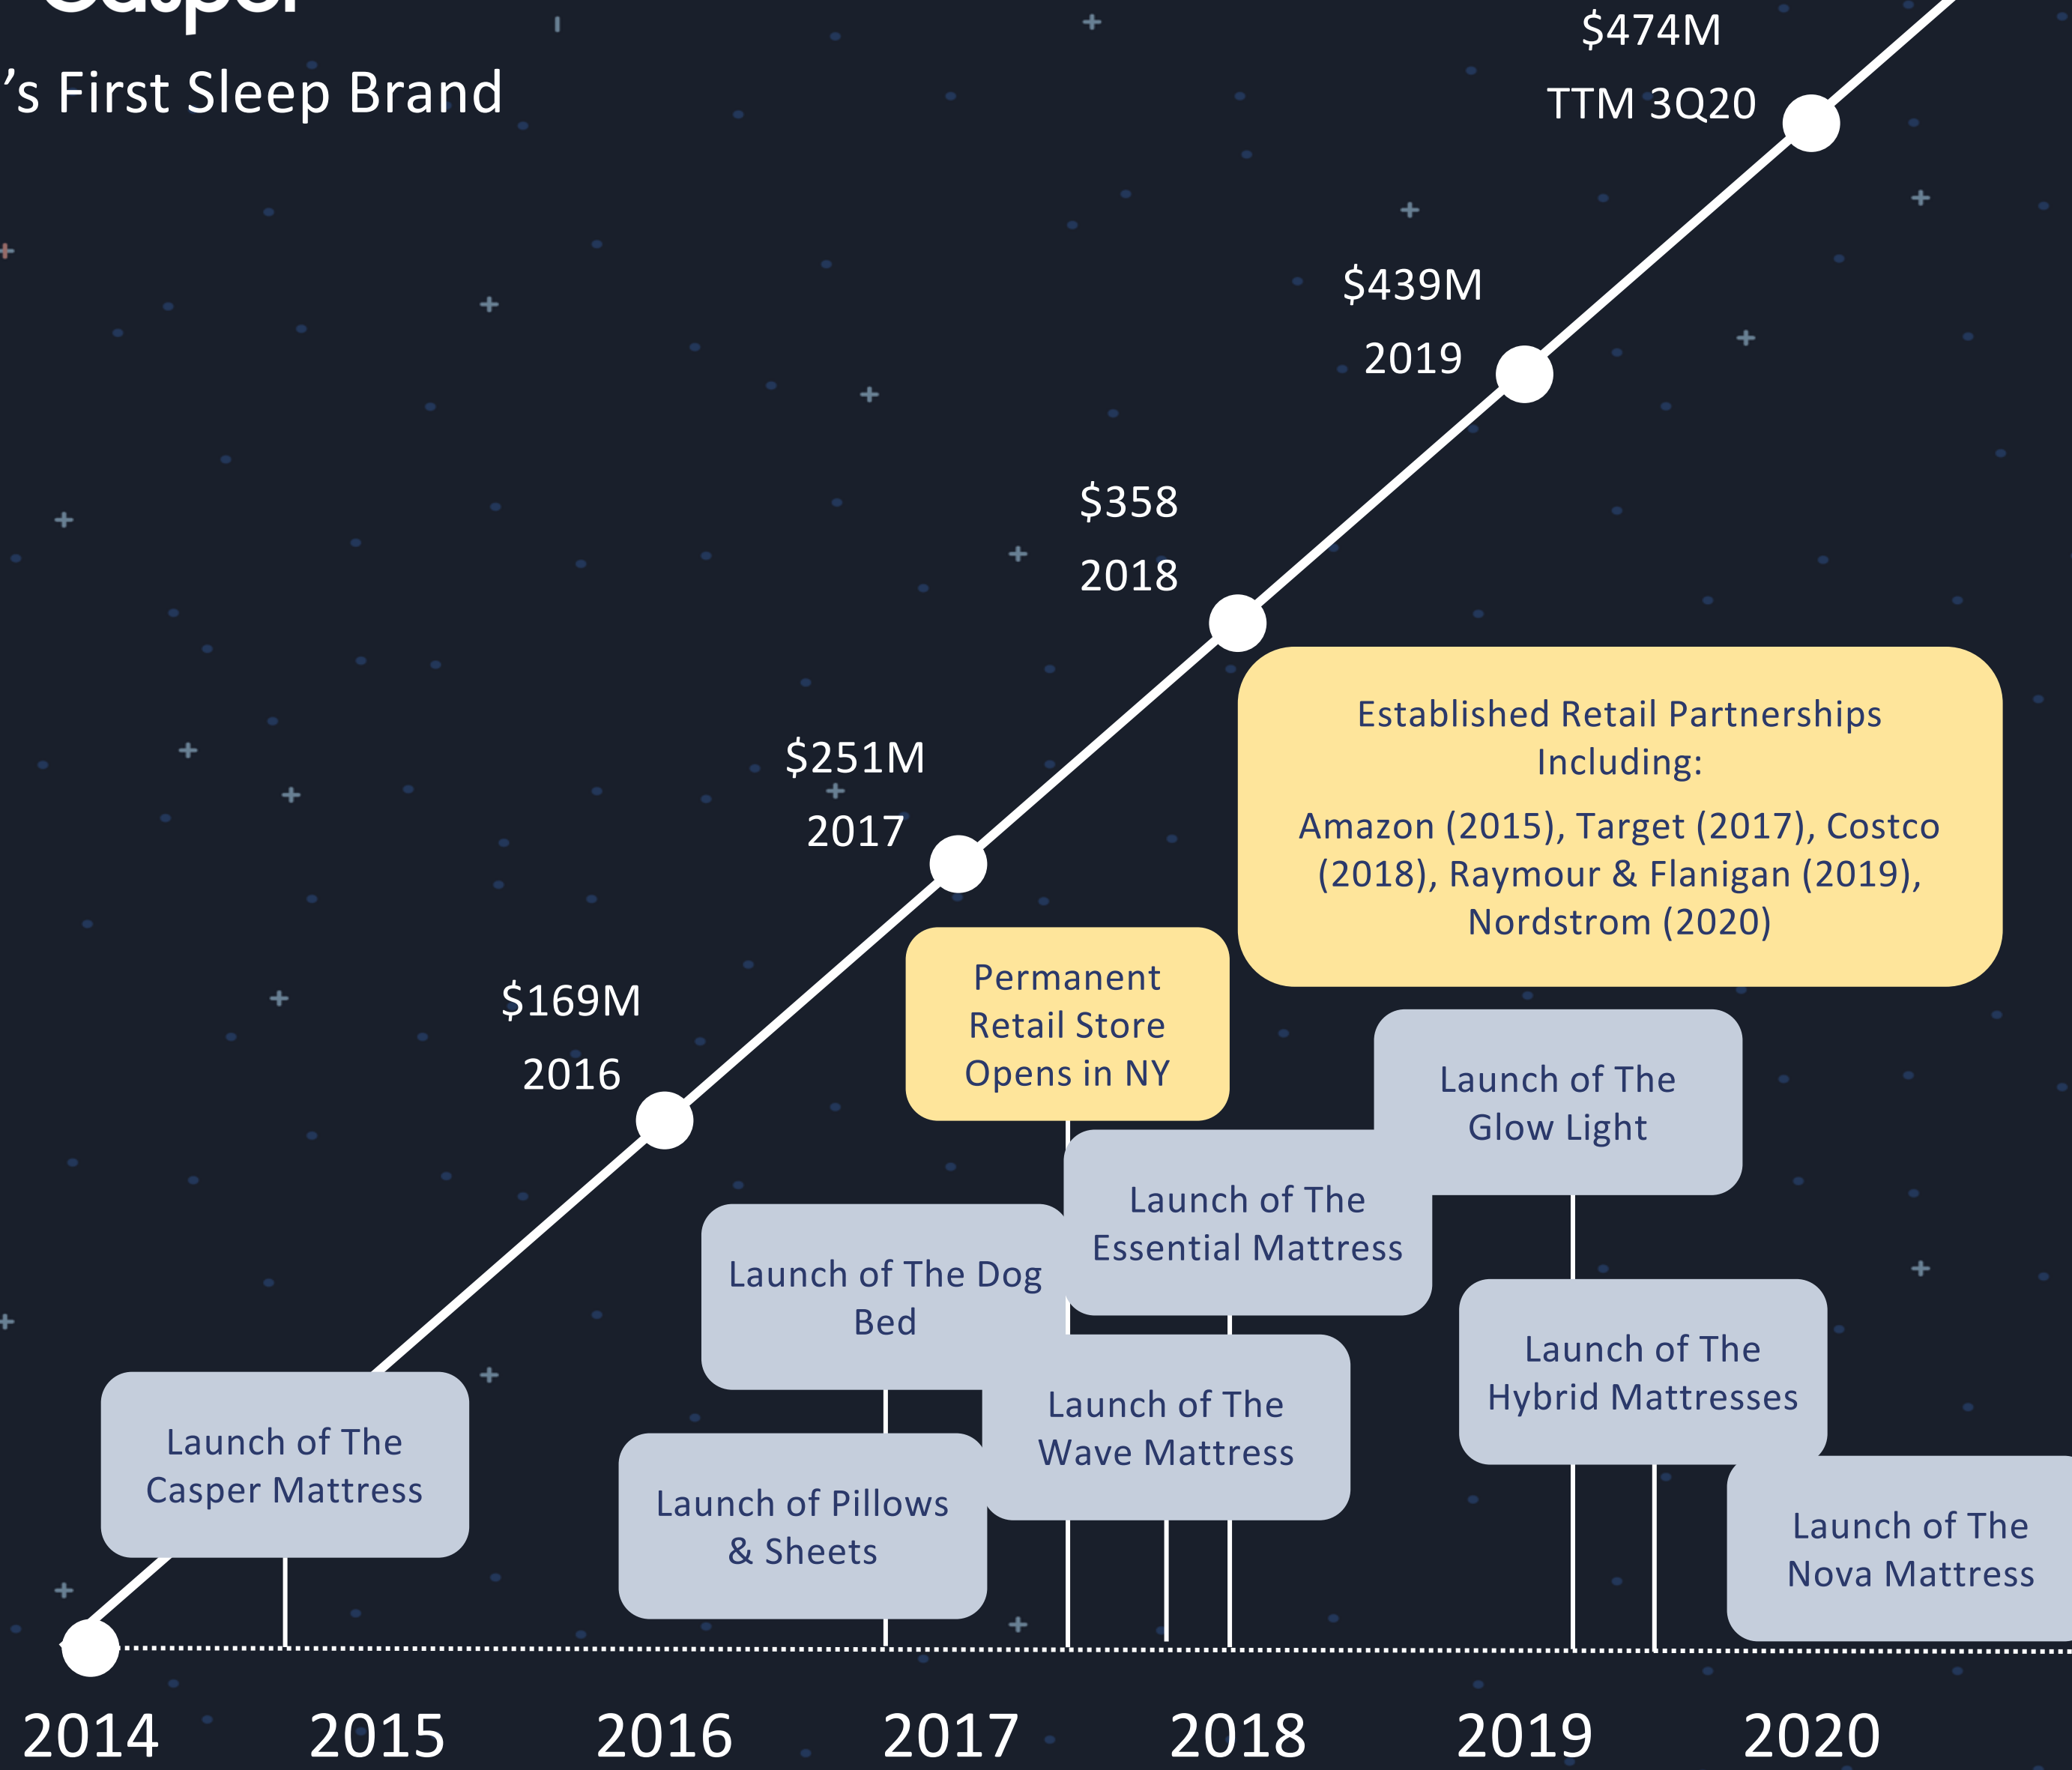 Casper
's First Sleep Brand
$474M
TTM 3Q20
$439M
2019
$358
2018
$251M
2017
$169M
2016
Established Retail Partnerships
Including:
Amazon (2015), Target (2017), Costco
(2018), Raymour & Flanigan (2019),
Nordstrom (2020)
Permanent
Retail Store
Opens in NY
Launch of The
Glow Light
Launch of The
Essential Mattress
Launch of The Dog
Bed
Launch of The
Hybrid Mattresses
Launch of The
Wave Mattress
Launch of The
Casper Mattress
Launch of Pillows
& Sheets
Launch of The
Nova Mattress
2014 2015 2016 2017 2018 2019 2020